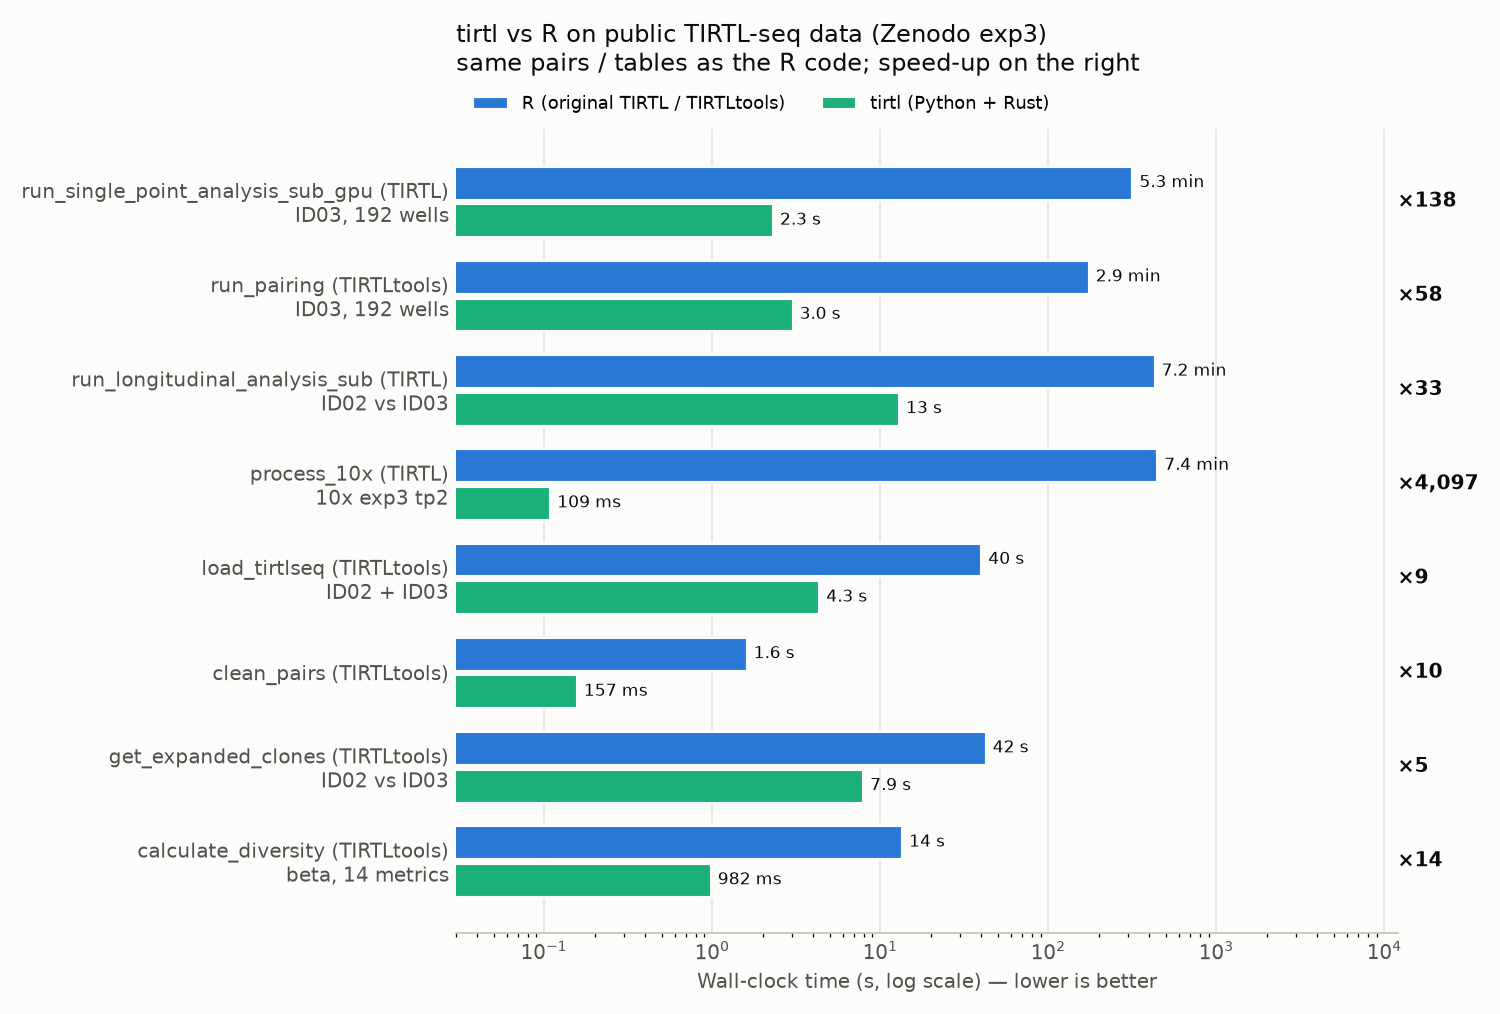 tirtl vs R on public TIRTL-seq data (Zenodo exp3)
same pairs / tables as the R code; speed-up on the right
R (original TIRTL / TIRTLtools)
tirtl (Python + Rust)
run_single_point_analysis_sub_gpu (TIRTL)
ID03, 192 wells
5.3 min
2.3 s
×138
run_pairing (TIRTLtools)
ID03, 192 wells
2.9 min
3.0 s
×58
run_longitudinal_analysis_sub (TIRTL)
ID02 vs ID03
7.2 min
13 s
×33
process_10x (TIRTL)
10x exp3 tp2
7.4 min
109 ms
×4,097
load_tirtlseq (TIRTLtools)
ID02 + ID03
40 s
4.3 s
×9
clean_pairs (TIRTLtools)
1.6 s
157 ms
×10
get_expanded_clones (TIRTLtools)
ID02 vs ID03
42 s
7.9 s
×5
calculate_diversity (TIRTLtools)
beta, 14 metrics
14 s
982 ms
×14
10⁻¹ 10⁰ 10¹ 10² 10³ 10⁴
Wall-clock time (s, log scale) — lower is better